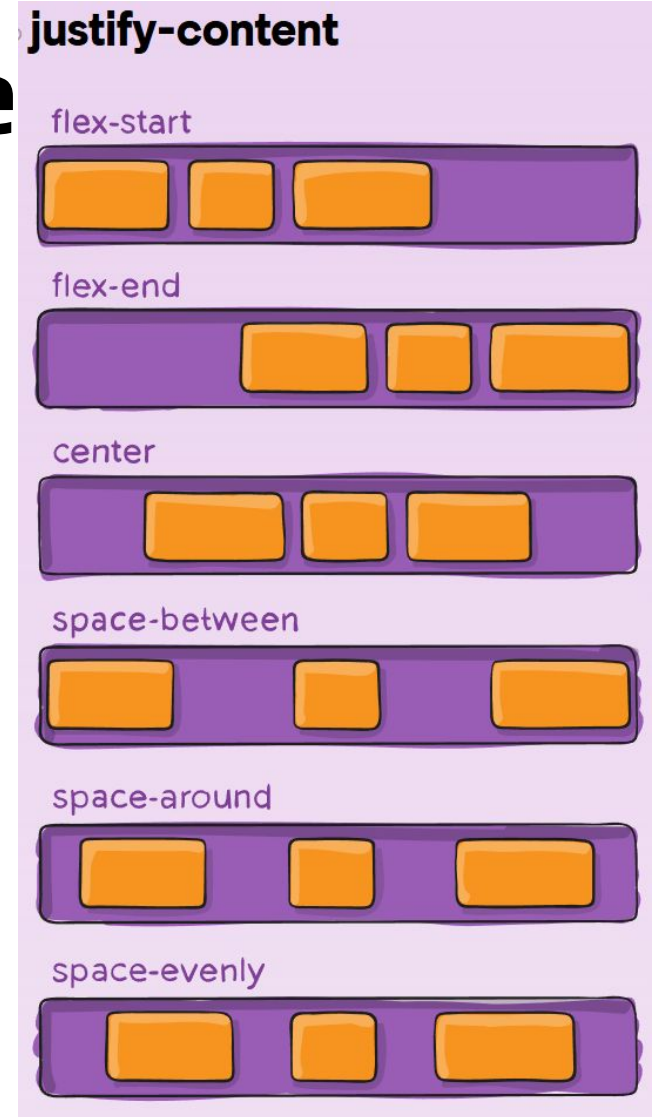 justify-content
flex-start
flex-end
center
space-between
space-around
space-evenly